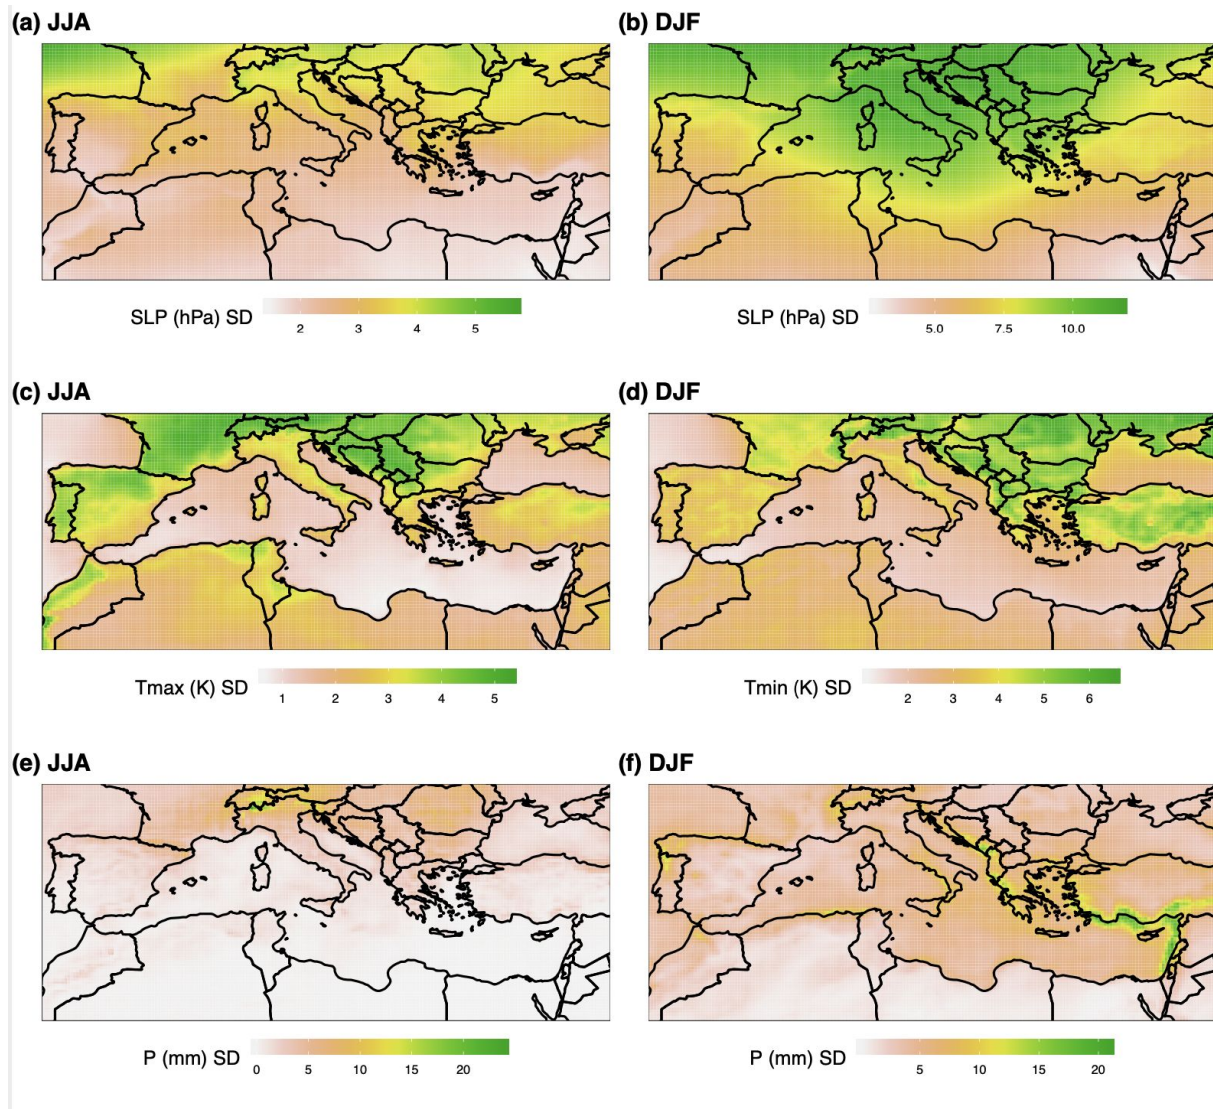 (a) JJA
(b) DJF
SLP (hPa) SD
2 3 4 5
SLP (hPa) SD
5.0 7.5 10.0
(c) JJA
(d) DJF
Tmax (K) SD
1 2 3 4 5
Tmin (K) SD
2 3 4 5 6
(e) JJA
(f) DJF
P (mm) SD
0 5 10 15 20
P (mm) SD
5 10 15 20